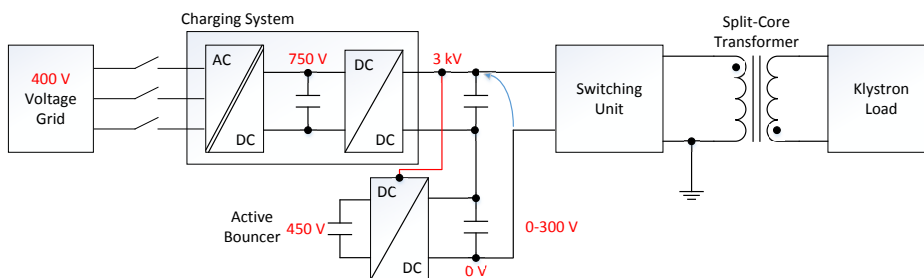 Charging System
Split-Core
Transformer
400 V
Voltage
Grid
AC
DC
750 V
DC
DC
3 kV
Switching
Unit
Klystron
Load
Active
Bouncer
450 V
DC
DC
0 V
0-300 V